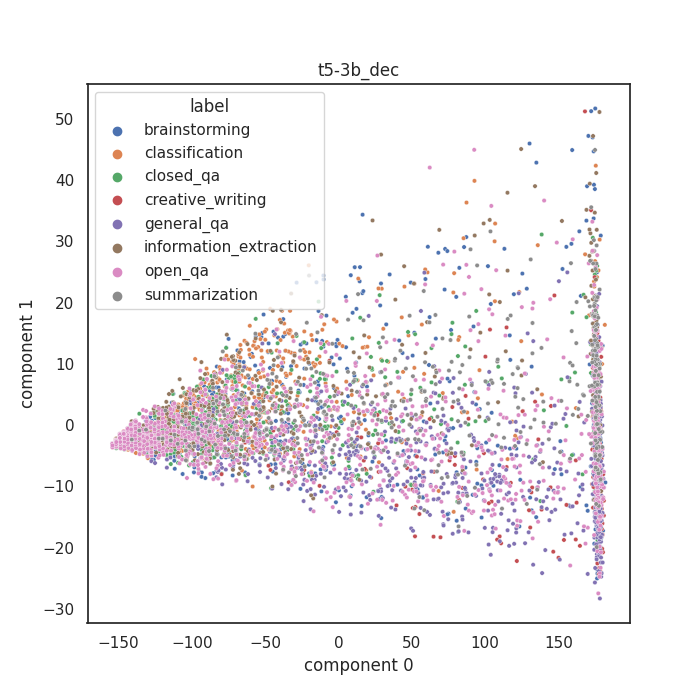 t5-3b_dec
label
brainstorming
classification
closed_qa
creative_writing
general_qa
information_extraction
open_qa
summarization
component 1
50
40
30
20
10
0
−10
−20
−30
−150 −100 −50 0 50 100 150
component 0